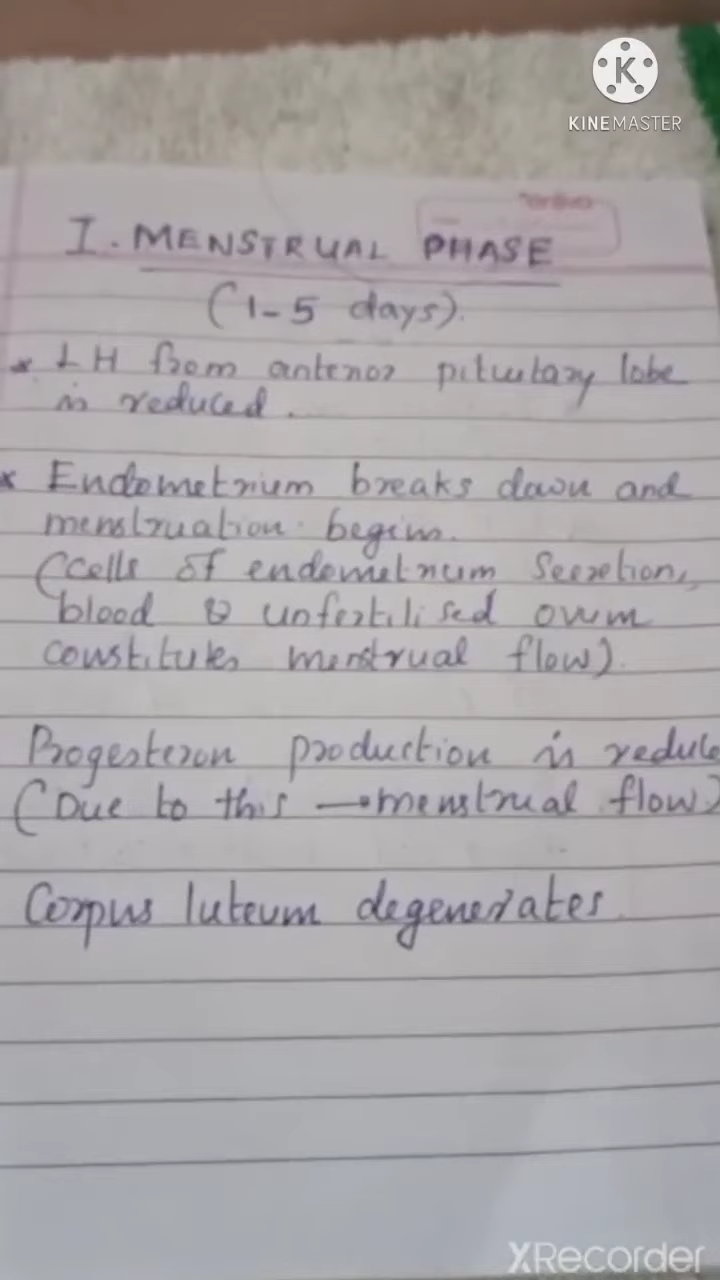 KINEMASTER
I. MENSTRUAL PHASE
(1-5 days).
* LH from anterior pituitary lobe
is reduced.
* Endometrium breaks down and
menstruation begins.
(cells of endometrium secretion,
blood & unfertilised ovum
constitutes menstrual flow).
Progesteron production is reduce
(Due to this → menstrual flow)
Corpus luteum degenerates
XRecorder